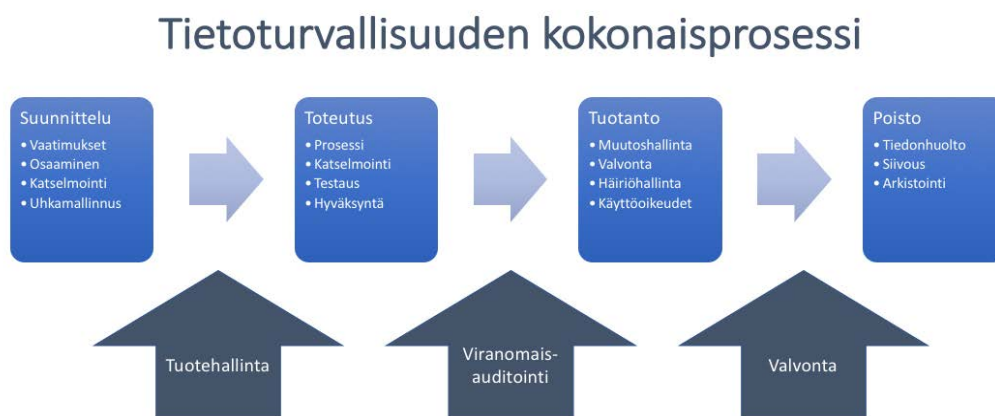 Tietoturvallisuuden kokonaisprosessi
Suunnittelu
• Vaatimukset
• Osaaminen
• Katselmointi
• Uhkamallinnus
Toteutus
• Prosessi
• Katselmointi
• Testaus
• Hyväksyntä
Tuotanto
• Muutoshallinta
• Valvonta
• Häiriöhallinta
• Käyttöoikeudet
Poisto
• Tiedonhuolto
• Siivous
• Arkistointi
Tuotehallinta
Viranomais-
auditointi
Valvonta